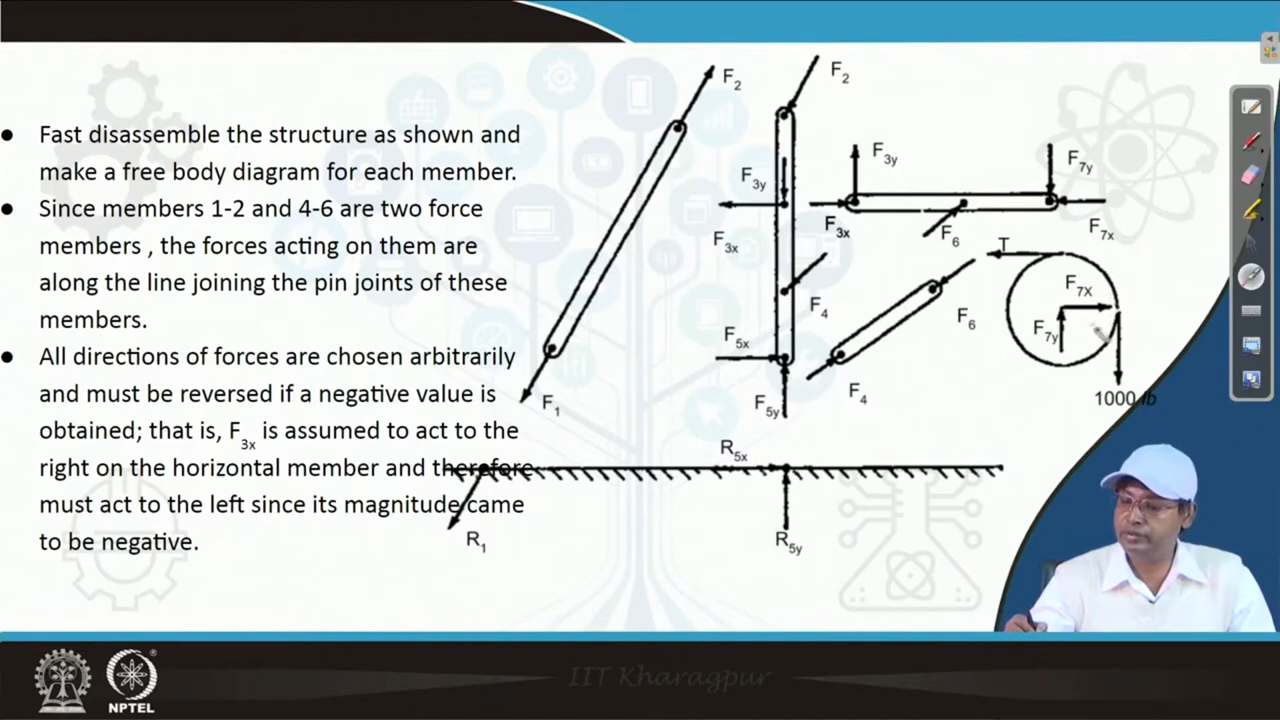 ● Fast disassemble the structure as shown and
make a free body diagram for each member.
● Since members 1-2 and 4-6 are two force
members , the forces acting on them are
along the line joining the pin joints of these
members.
● All directions of forces are chosen arbitrarily
and must be reversed if a negative value is
obtained; that is, F3x is assumed to act to the
right on the horizontal member and therefore
must act to the left since its magnitude came
to be negative.
F2
F1
F2
F3y
F3x
F4
F5x
F5y
F3y
F7y
F3x
F6
F7x
F6
F4
T
F7X
F7y
1000 lb
R5x
R1
R5y
IIT Kharagpur
NPTEL